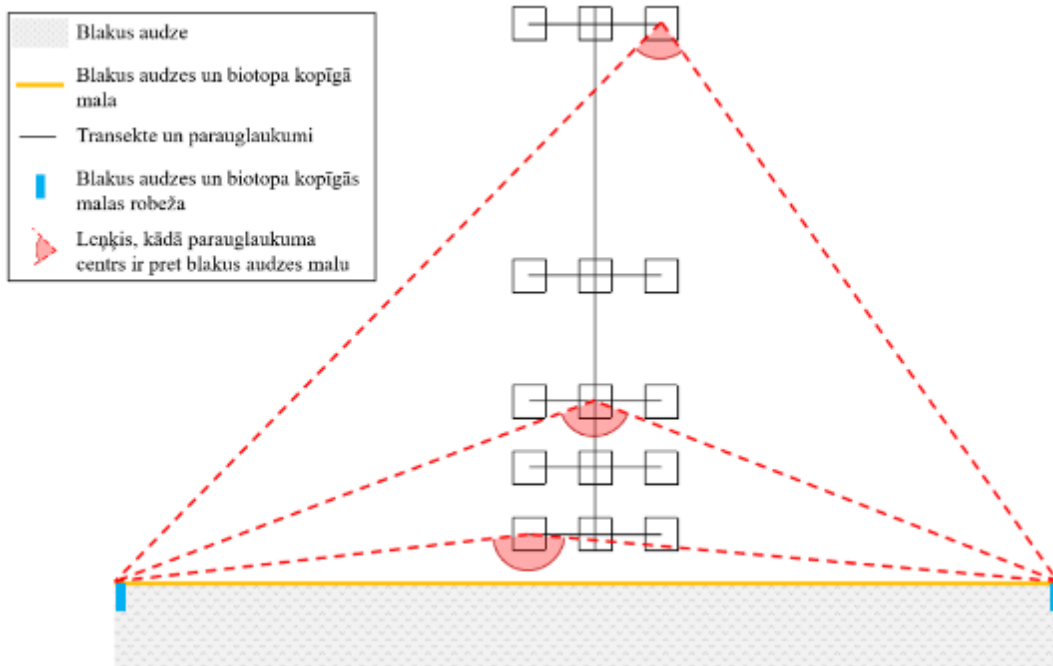 Blakus audze
Blakus audzes un biotopa kopīgā
mala
Transekte un parauglaukumi
Blakus audzes un biotopa kopīgās
malas robeža
Leņķis, kādā parauglaukuma
centrs ir pret blakus audzes malu